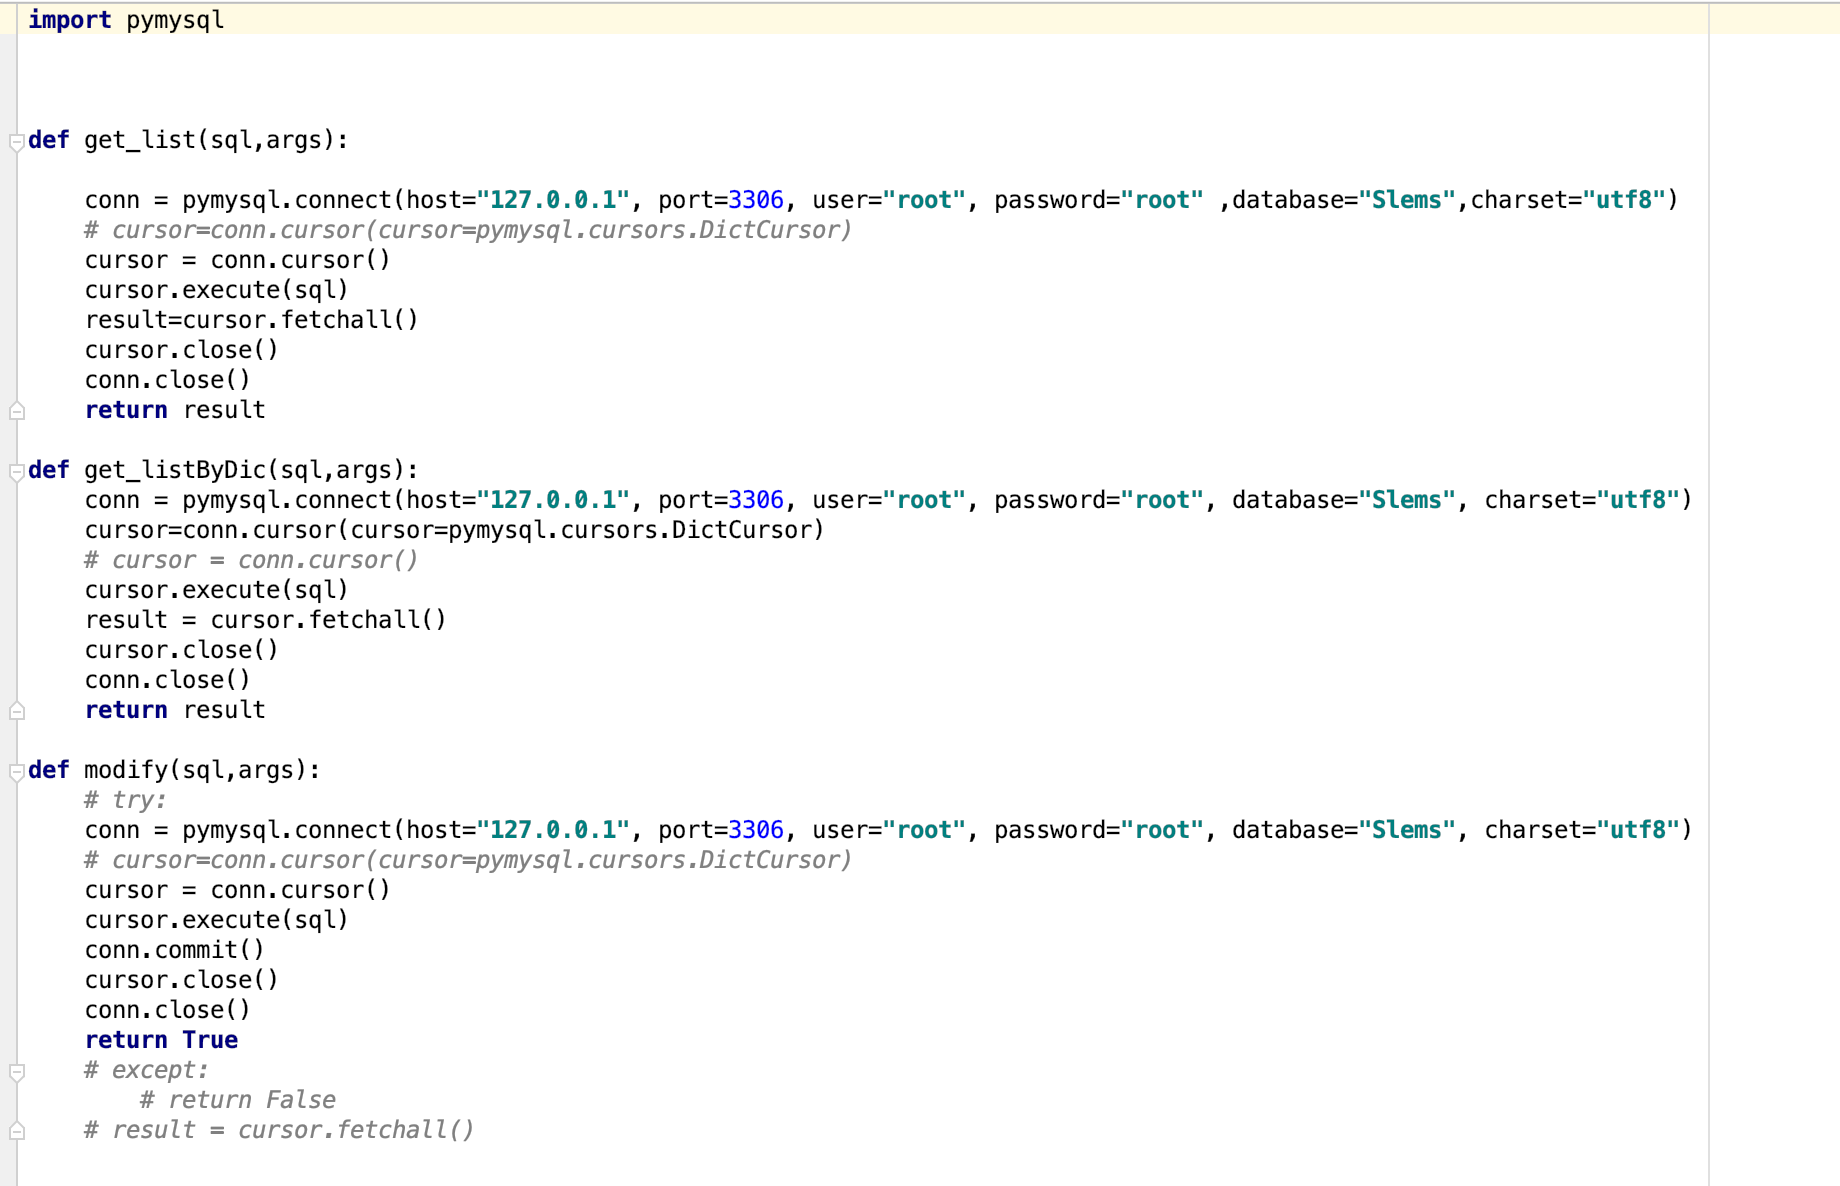 import pymysql
def get_list(sql,args):
conn = pymysql.connect(host="127.0.0.1", port=3306, user="root", password="root" ,database="Slems",charset="utf8")
# cursor=conn.cursor(cursor=pymysql.cursors.DictCursor)
cursor = conn.cursor()
cursor.execute(sql)
result=cursor.fetchall()
cursor.close()
conn.close()
return result
def get_listByDic(sql,args):
conn = pymysql.connect(host="127.0.0.1", port=3306, user="root", password="root", database="Slems", charset="utf8")
cursor=conn.cursor(cursor=pymysql.cursors.DictCursor)
# cursor = conn.cursor()
cursor.execute(sql)
result = cursor.fetchall()
cursor.close()
conn.close()
return result
def modify(sql,args):
# try:
conn = pymysql.connect(host="127.0.0.1", port=3306, user="root", password="root", database="Slems", charset="utf8")
# cursor=conn.cursor(cursor=pymysql.cursors.DictCursor)
cursor = conn.cursor()
cursor.execute(sql)
conn.commit()
cursor.close()
conn.close()
return True
# except:
# return False
# result = cursor.fetchall()